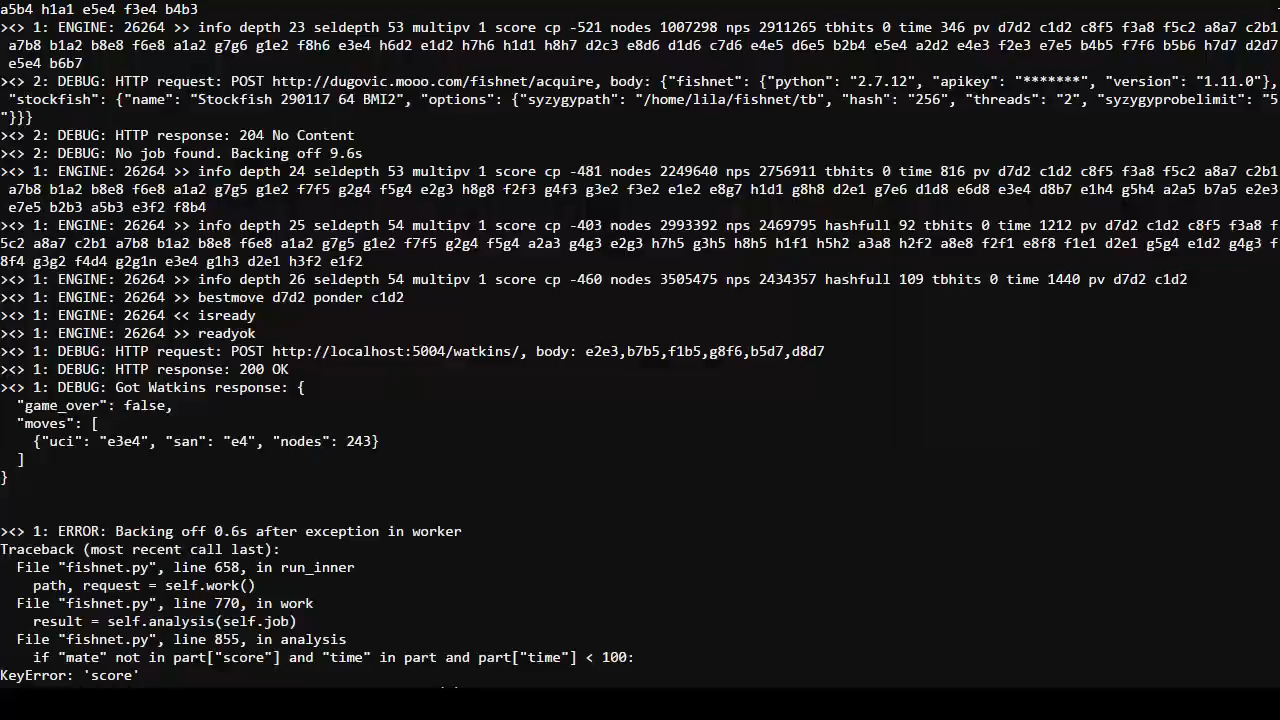 a5b4 h1a1 e5e4 f3e4 b4b3
><> 1: ENGINE: 26264 >> info depth 23 seldepth 53 multipv 1 score cp -521 nodes 1007298 nps 2911265 tbhits 0 time 346 pv d7d2 c1d2 c8f5 f3a8 f5c2 a8a7 c2b1
a7b8 b1a2 b8e8 f6e8 a1a2 g7g6 g1e2 f8h6 e3e4 h6d2 e1d2 h7h6 h1d1 h8h7 d2c3 e8d6 d1d6 c7d6 e4e5 d6e5 b2b4 e5e4 a2d2 e4e3 f2e3 e7e5 b4b5 f7f6 b5b6 h7d7 d2d7
e5e4 b6b7
><> 2: DEBUG: HTTP request: POST http://dugovic.mooo.com/fishnet/acquire, body: {"fishnet": {"python": "2.7.12", "apikey": "*******", "version": "1.11.0"},
"stockfish": {"name": "Stockfish 290117 64 BMI2", "options": {"syzygypath": "/home/lila/fishnet/tb", "hash": "256", "threads": "2", "syzygyprobelimit": "5
"}}}
><> 2: DEBUG: HTTP response: 204 No Content
><> 2: DEBUG: No job found. Backing off 9.6s
><> 1: ENGINE: 26264 >> info depth 24 seldepth 53 multipv 1 score cp -481 nodes 2249640 nps 2756911 tbhits 0 time 816 pv d7d2 c1d2 c8f5 f3a8 f5c2 a8a7 c2b1
a7b8 b1a2 b8e8 f6e8 a1a2 g7g5 g1e2 f7f5 g2g4 f5g4 e2g3 h8g8 f2f3 g4f3 g3e2 f3e2 e1e2 e8g7 h1d1 g8h8 d2e1 g7e6 d1d8 e6d8 e3e4 d8b7 e1h4 g5h4 a2a5 b7a5 e2e3
e7e5 b2b3 a5b3 e3f2 f8b4
><> 1: ENGINE: 26264 >> info depth 25 seldepth 54 multipv 1 score cp -403 nodes 2993392 nps 2469795 hashfull 92 tbhits 0 time 1212 pv d7d2 c1d2 c8f5 f3a8 f
5c2 a8a7 c2b1 a7b8 b1a2 b8e8 f6e8 a1a2 g7g5 g1e2 f7f5 g2g4 f5g4 a2a3 g4g3 e2g3 h7h5 g3h5 h8h5 h1f1 h5h2 a3a8 h2f2 a8e8 f2f1 e8f8 f1e1 d2e1 g5g4 e1d2 g4g3 f
8f4 g3g2 f4d4 g2g1n e3e4 g1h3 d2e1 h3f2 e1f2
><> 1: ENGINE: 26264 >> info depth 26 seldepth 54 multipv 1 score cp -460 nodes 3505475 nps 2434357 hashfull 109 tbhits 0 time 1440 pv d7d2 c1d2
><> 1: ENGINE: 26264 >> bestmove d7d2 ponder c1d2
><> 1: ENGINE: 26264 << isready
><> 1: ENGINE: 26264 >> readyok
><> 1: DEBUG: HTTP request: POST http://localhost:5004/watkins/, body: e2e3,b7b5,f1b5,g8f6,b5d7,d8d7
><> 1: DEBUG: HTTP response: 200 OK
><> 1: DEBUG: Got Watkins response: {
"game_over": false,
"moves": [
{"uci": "e3e4", "san": "e4", "nodes": 243}
]
}
><> 1: ERROR: Backing off 0.6s after exception in worker
Traceback (most recent call last):
File "fishnet.py", line 658, in run_inner
path, request = self.work()
File "fishnet.py", line 770, in work
result = self.analysis(self.job)
File "fishnet.py", line 855, in analysis
if "mate" not in part["score"] and "time" in part and part["time"] < 100:
KeyError: 'score'